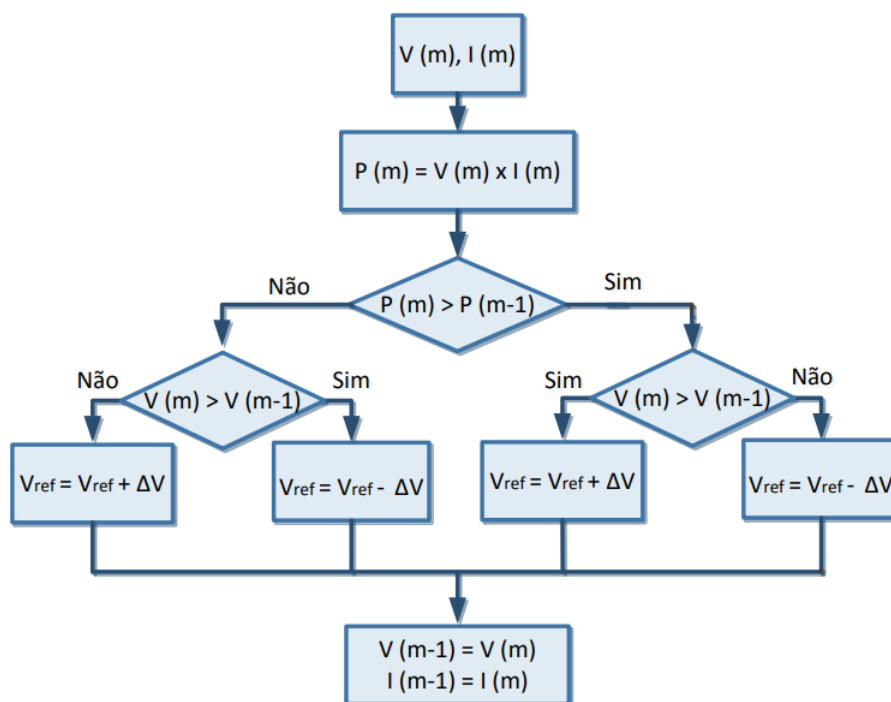 V (m), I (m)
P (m) = V (m) x I (m)
Não
Sim
P (m) > P (m-1)
Não
Sim
Sim
Não
V (m) > V (m-1)
V (m) > V (m-1)
Vref = Vref + ΔV
Vref = Vref - ΔV
Vref = Vref + ΔV
Vref = Vref - ΔV
V (m-1) = V (m)
I (m-1) = I (m)